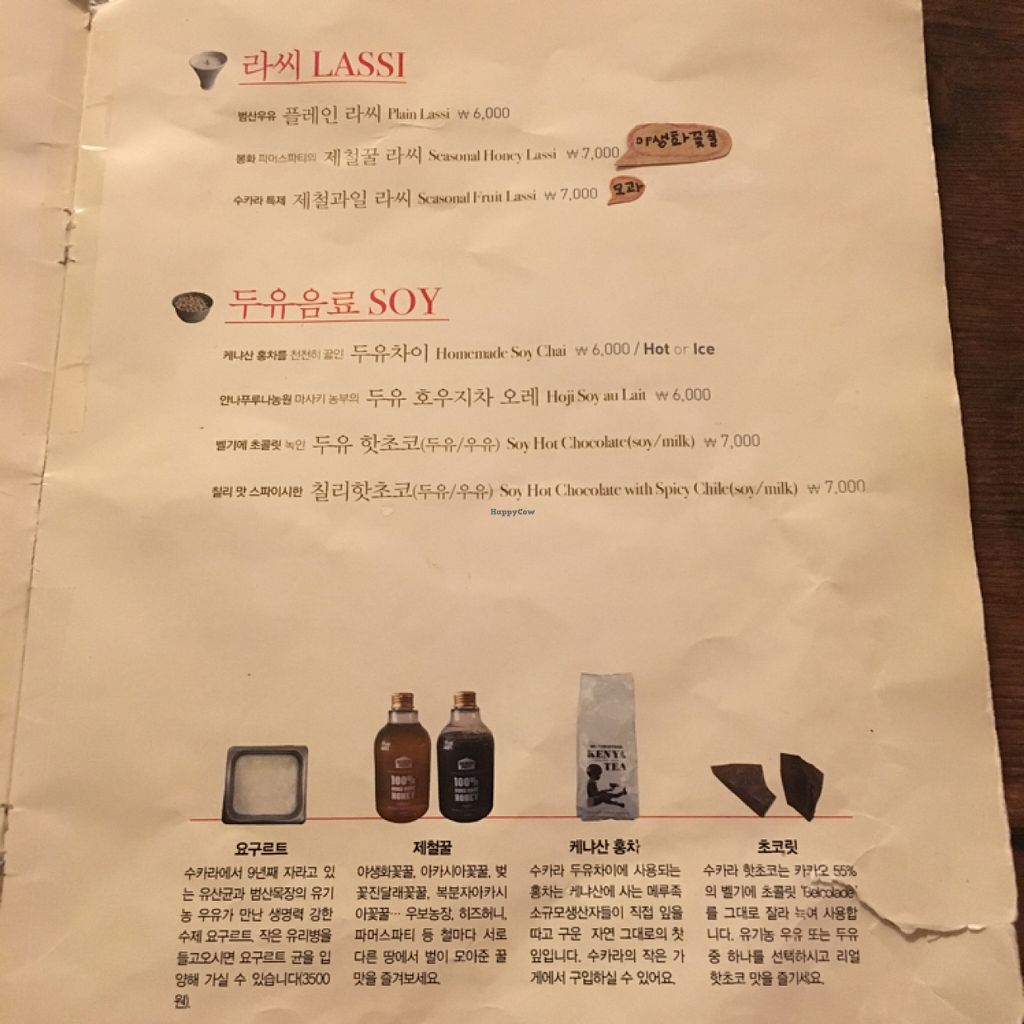 라씨 LASSI
범산우유 플레인 라씨 Plain Lassi ₩ 6,000
봉화 파머스파티의 제철꿀 라씨 Seasonal Honey Lassi ₩ 7,000 야생화꽃꿀
수카라 특제 제철과일 라씨 Seasonal Fruit Lassi ₩ 7,000 모과
두유음료 SOY
케냐산 홍차를 천천히 끓인 두유차이 Homemade Soy Chai ₩ 6,000 / Hot or Ice
안나푸루나농원 마사키 농부의 두유 호우지차 오레 Hoji Soy au Lait ₩ 6,000
벨기에 초콜릿 녹인 두유 핫초코(두유/우유) Soy Hot Chocolate(soy/milk) ₩ 7,000
칠리 맛 스파이시한 칠리핫초코(두유/우유) Soy Hot Chocolate with Spicy Chile(soy/milk) ₩ 7,000
HappyCow
100%
HONEY
100%
HONEY
KENYA
TEA
요구르트
수카라에서 9년째 자라고 있
는 유산균과 범산목장의 유기
농 우유가 만난 생명력 강한
수제 요구르트. 작은 유리병을
들고오시면 요구르트 균을 입
양해 가실 수 있습니다(3500
원).
제철꿀
야생화꽃꿀, 아카시아꽃꿀, 벚
꽃진달래꽃꿀, 복분자아카시
아꽃꿀… 우보농장, 히즈허니,
파머스파티 등 철마다 서로
다른 땅에서 벌이 모아준 꿀
맛을 즐겨보세요.
케냐산 홍차
수카라 두유차이에 사용되는
홍차는 케냐산에 사는 메루족
소규모생산자들이 직접 잎을
따고 구운 자연 그대로의 찻
잎입니다. 수카라의 작은 가
게에서 구입하실 수 있어요.
초코릿
수카라 핫초코는 카카오 55%
의 벨기에 초콜릿 'Belcolade'
를 그대로 잘라 녹여 사용합
니다. 유기농 우유 또는 두유
중 하나를 선택하시고 리얼
핫초코 맛을 즐기세요.